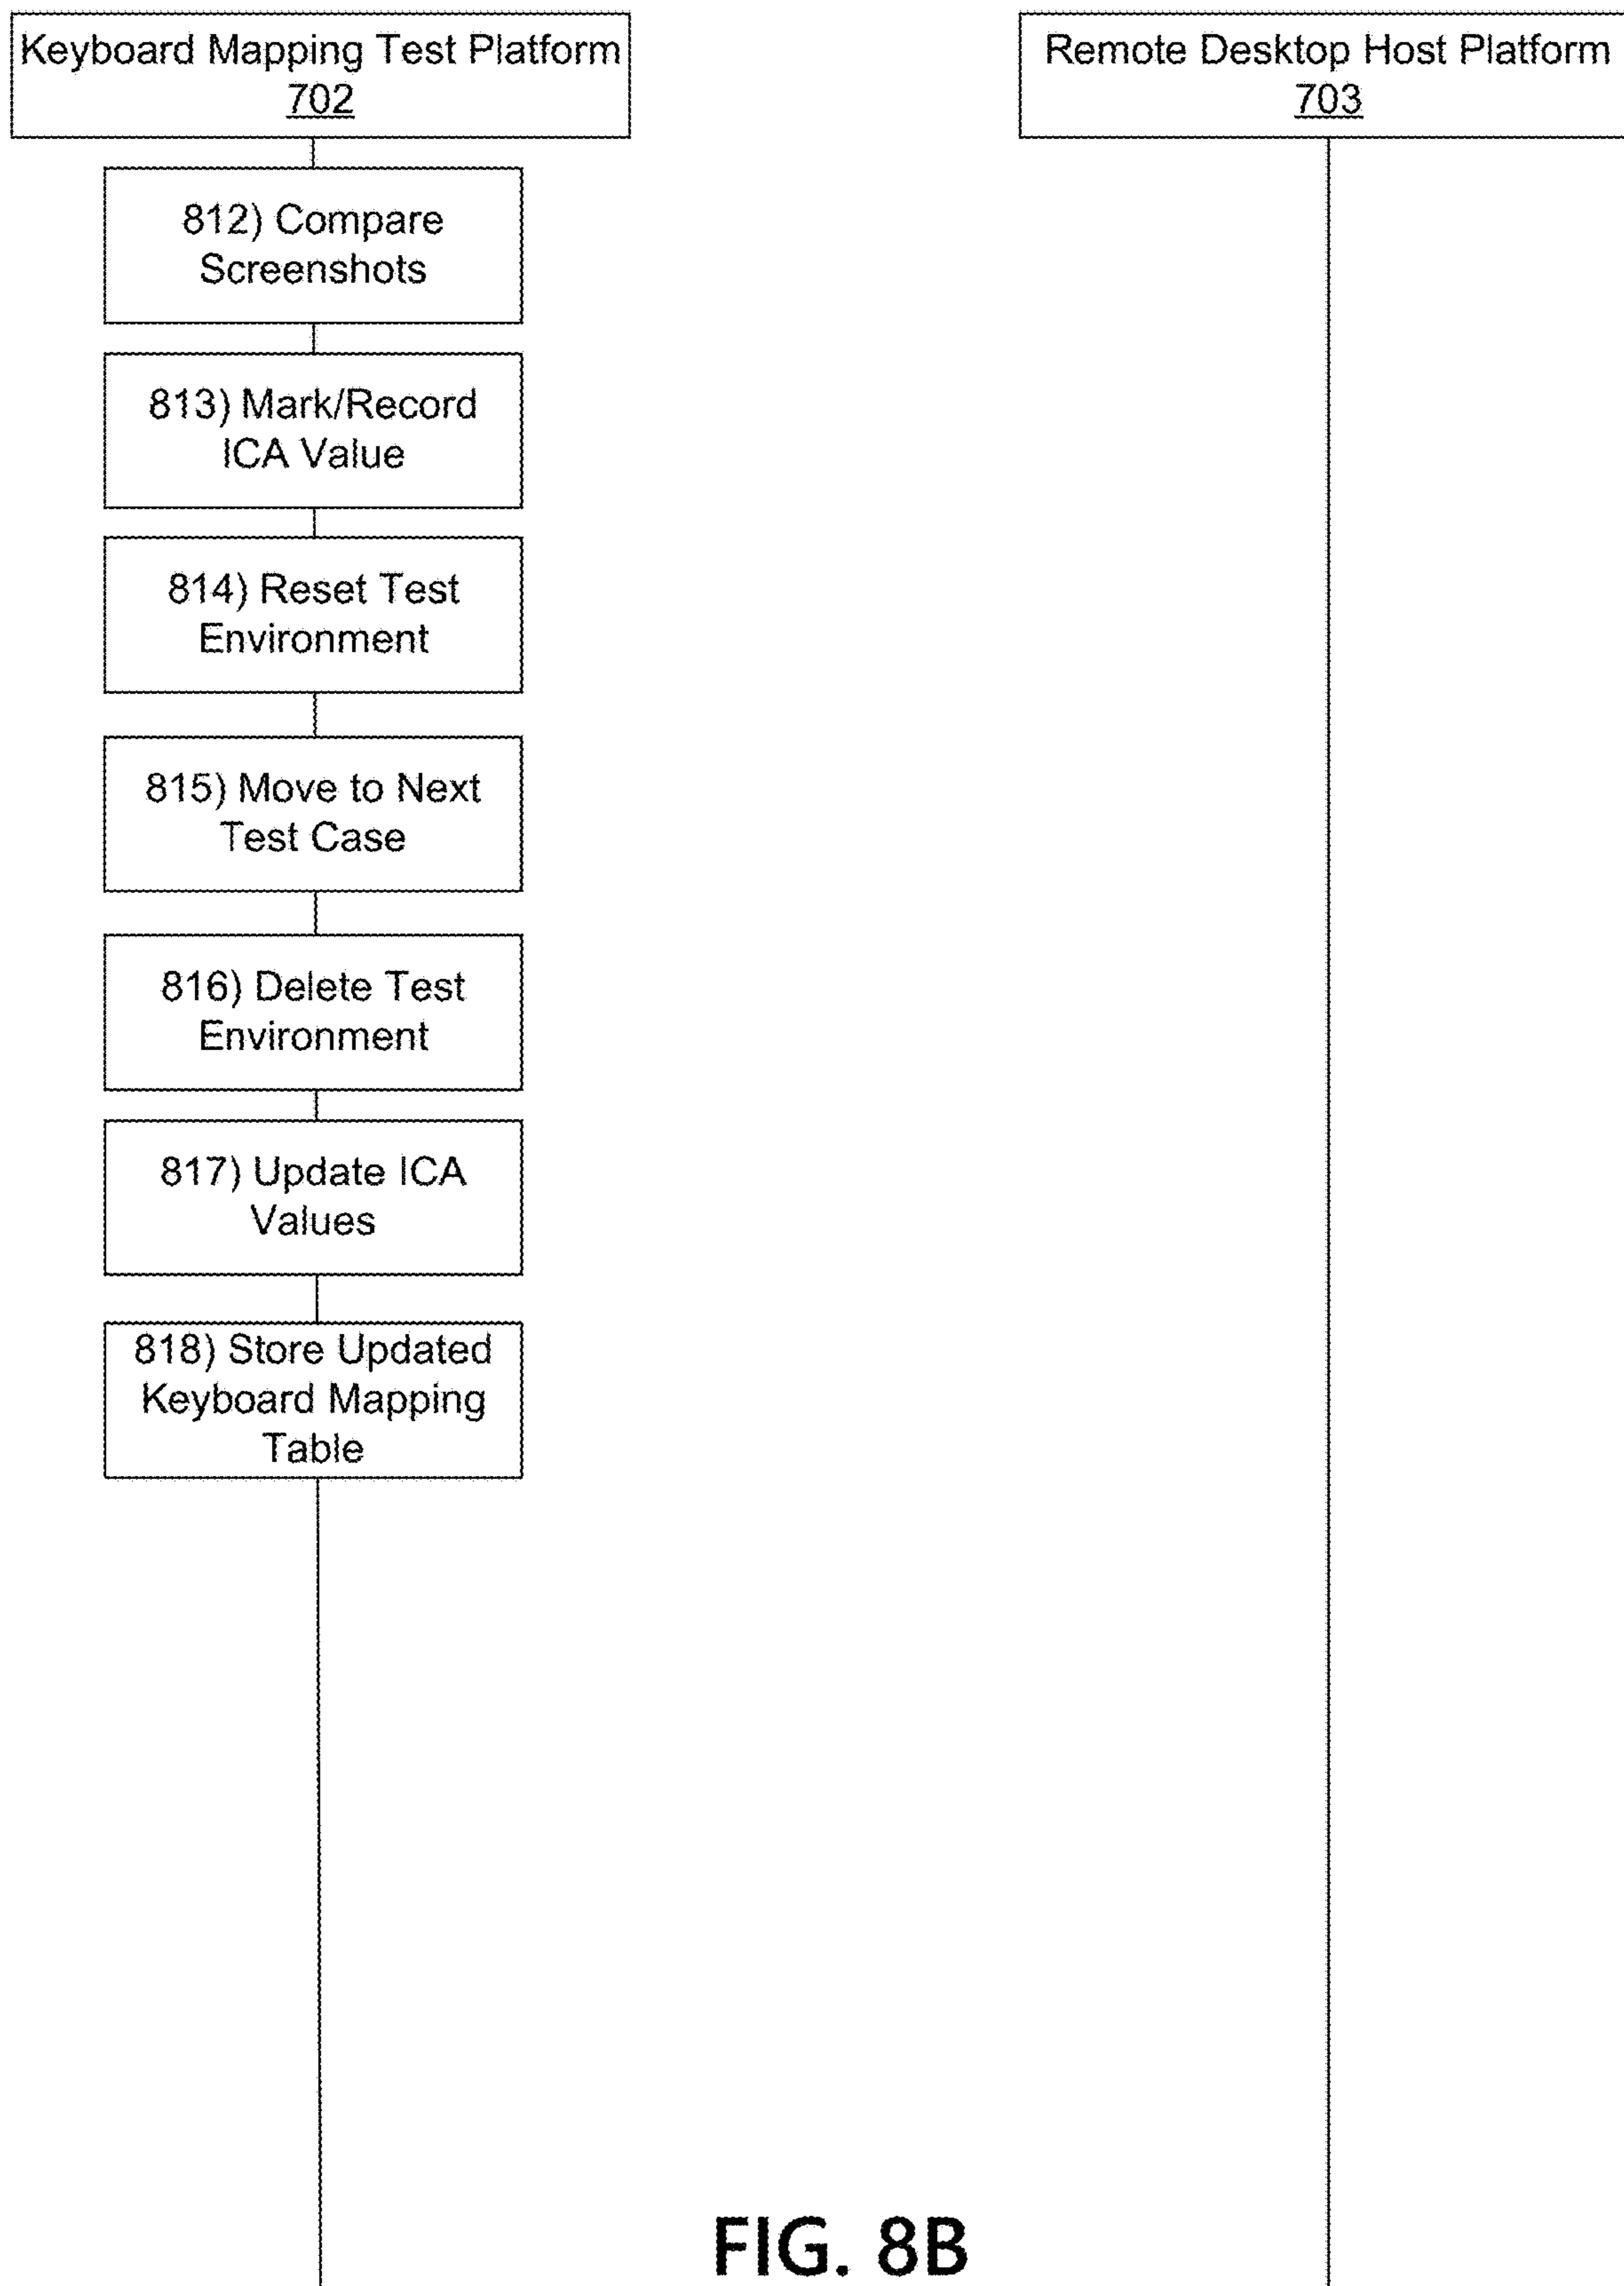 Keyboard Mapping Test Platform
702
Remote Desktop Host Platform
703
812) Compare
Screenshots
813) Mark/Record
ICA Value
814) Reset Test
Environment
815) Move to Next
Test Case
816) Delete Test
Environment
817) Update ICA
Values
818) Store Updated
Keyboard Mapping
Table
FIG. 8B